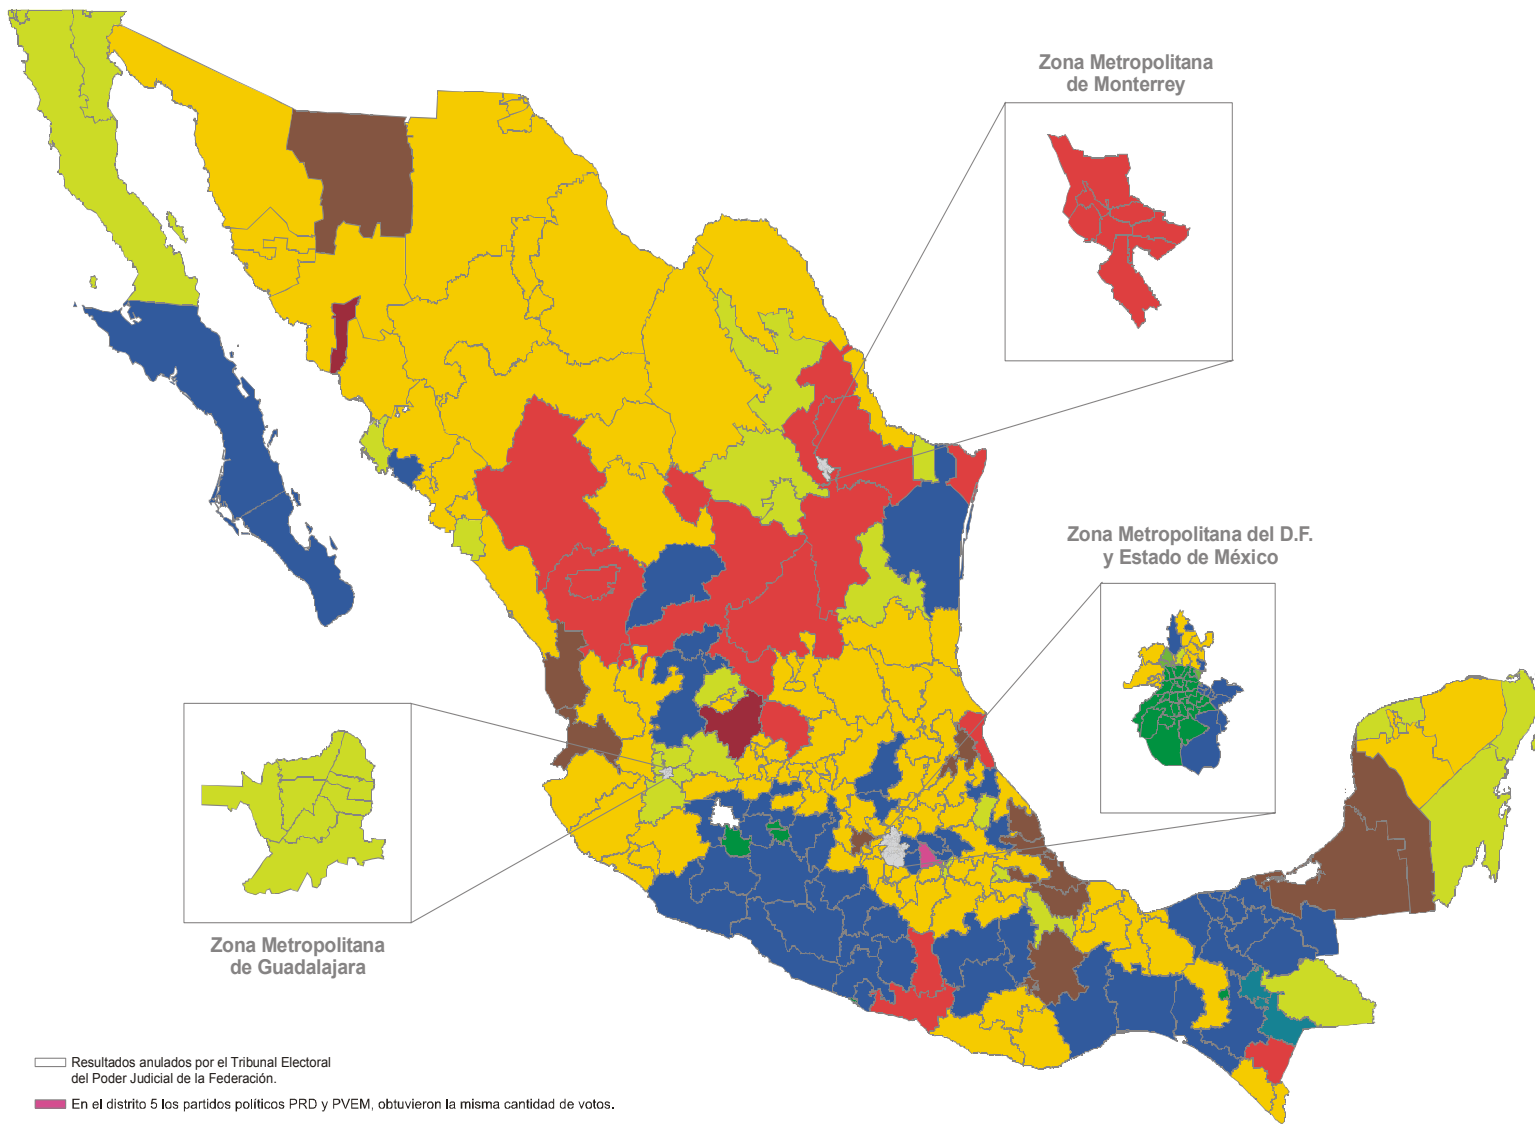 Zona Metropolitana
de Monterrey
Zona Metropolitana del D.F.
y Estado de México
Zona Metropolitana
de Guadalajara
Resultados anulados por el Tribunal Electoral
del Poder Judicial de la Federación.
En el distrito 5 los partidos políticos PRD y PVEM, obtuvieron la misma cantidad de votos.